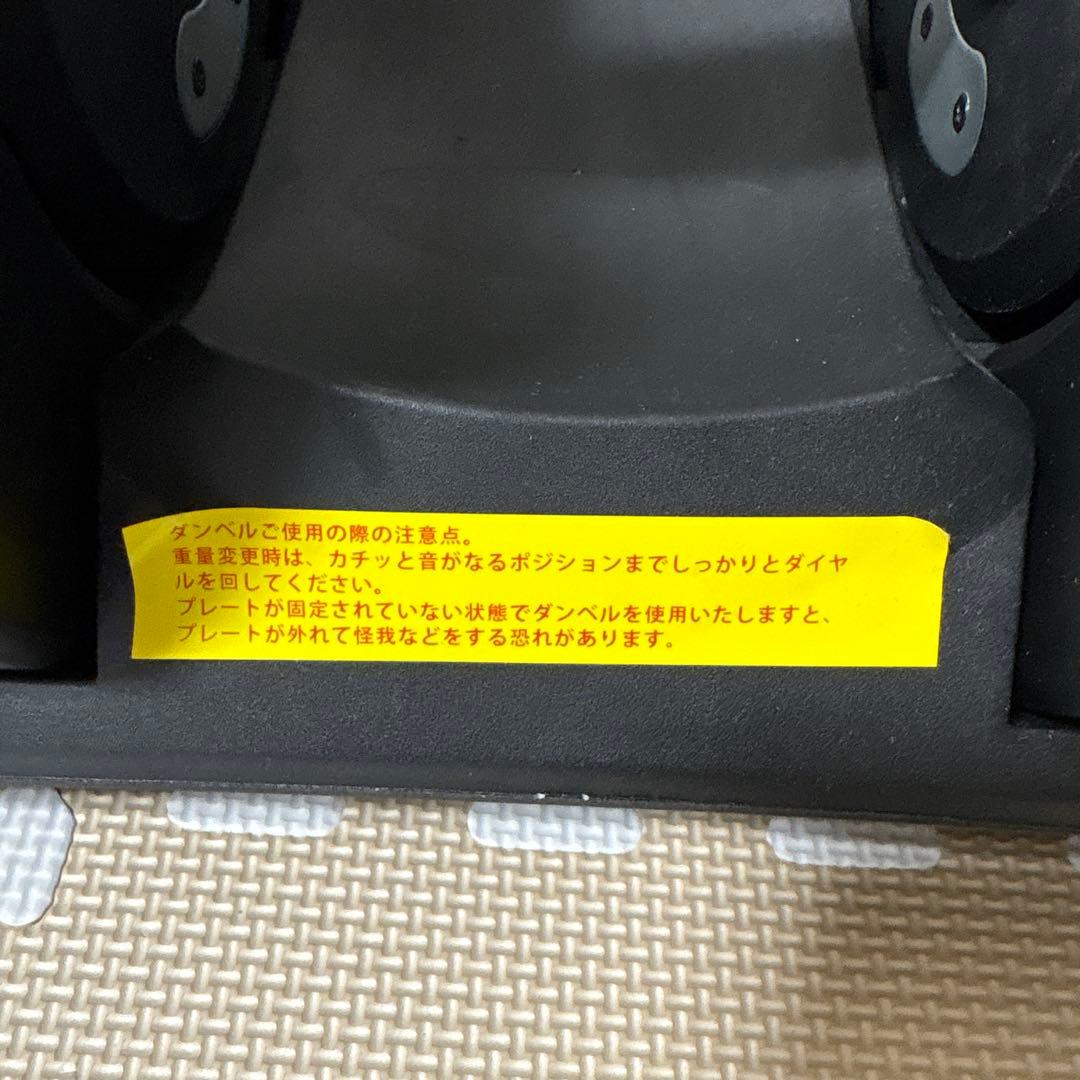 ダンベルご使用の際の注意点。
重量変更時は、カチッと音がなるポジションまでしっかりとダイヤ
ルを回してください。
プレートが固定されていない状態でダンベルを使用いたしますと、
プレートが外れて怪我などをする恐れがあります。